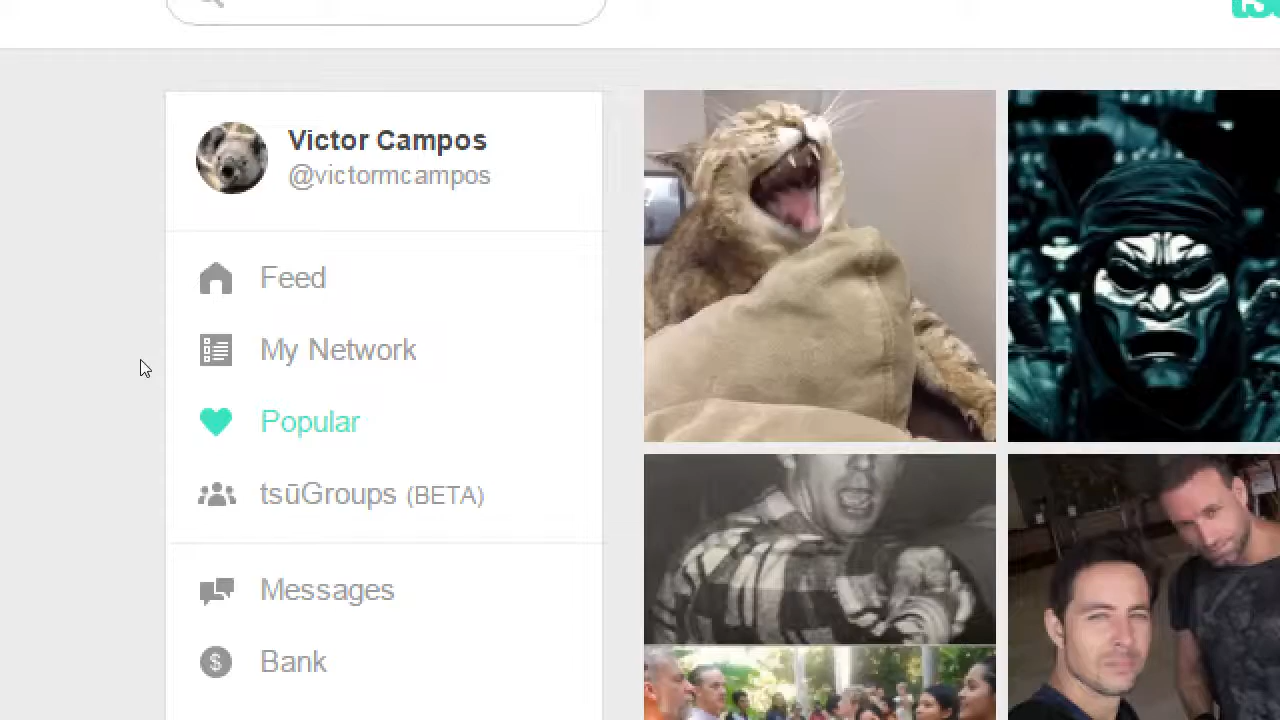 Victor Campos
@victormcampos
Feed
My Network
Popular
tsūGroups (BETA)
Messages
Bank